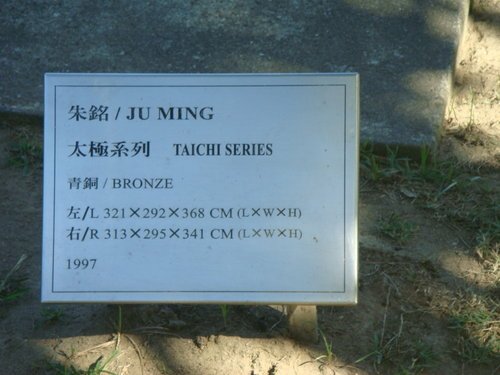 朱銘 / JU MING
太極系列 TAICHI SERIES
青銅 / BRONZE
左/L 321×292×368 CM (L×W×H)
右/R 313×295×341 CM (L×W×H)
1997